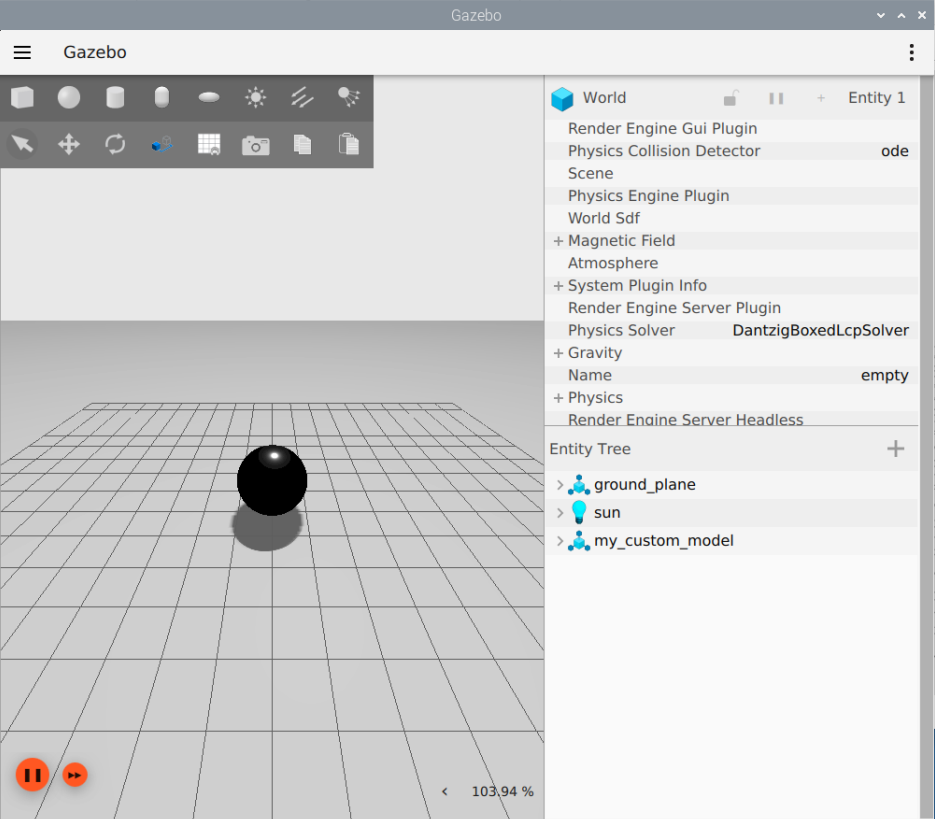 Gazebo
Gazebo
World Entity 1
Render Engine Gui Plugin
Physics Collision Detector ode
Scene
Physics Engine Plugin
World Sdf
+ Magnetic Field
Atmosphere
+ System Plugin Info
Render Engine Server Plugin
Physics Solver DantzigBoxedLcpSolver
+ Gravity
Name empty
+ Physics
Render Engine Server Headless
Entity Tree
ground_plane
sun
my_custom_model
103.94 %